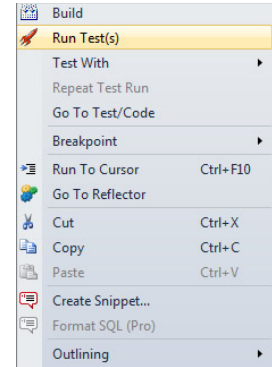 Build
Run Test(s)
Test With
Repeat Test Run
Go To Test/Code
Breakpoint
Run To Cursor Ctrl+F10
Go To Reflector
Cut Ctrl+X
Copy Ctrl+C
Paste Ctrl+V
Create Snippet...
Format SQL (Pro)
Outlining